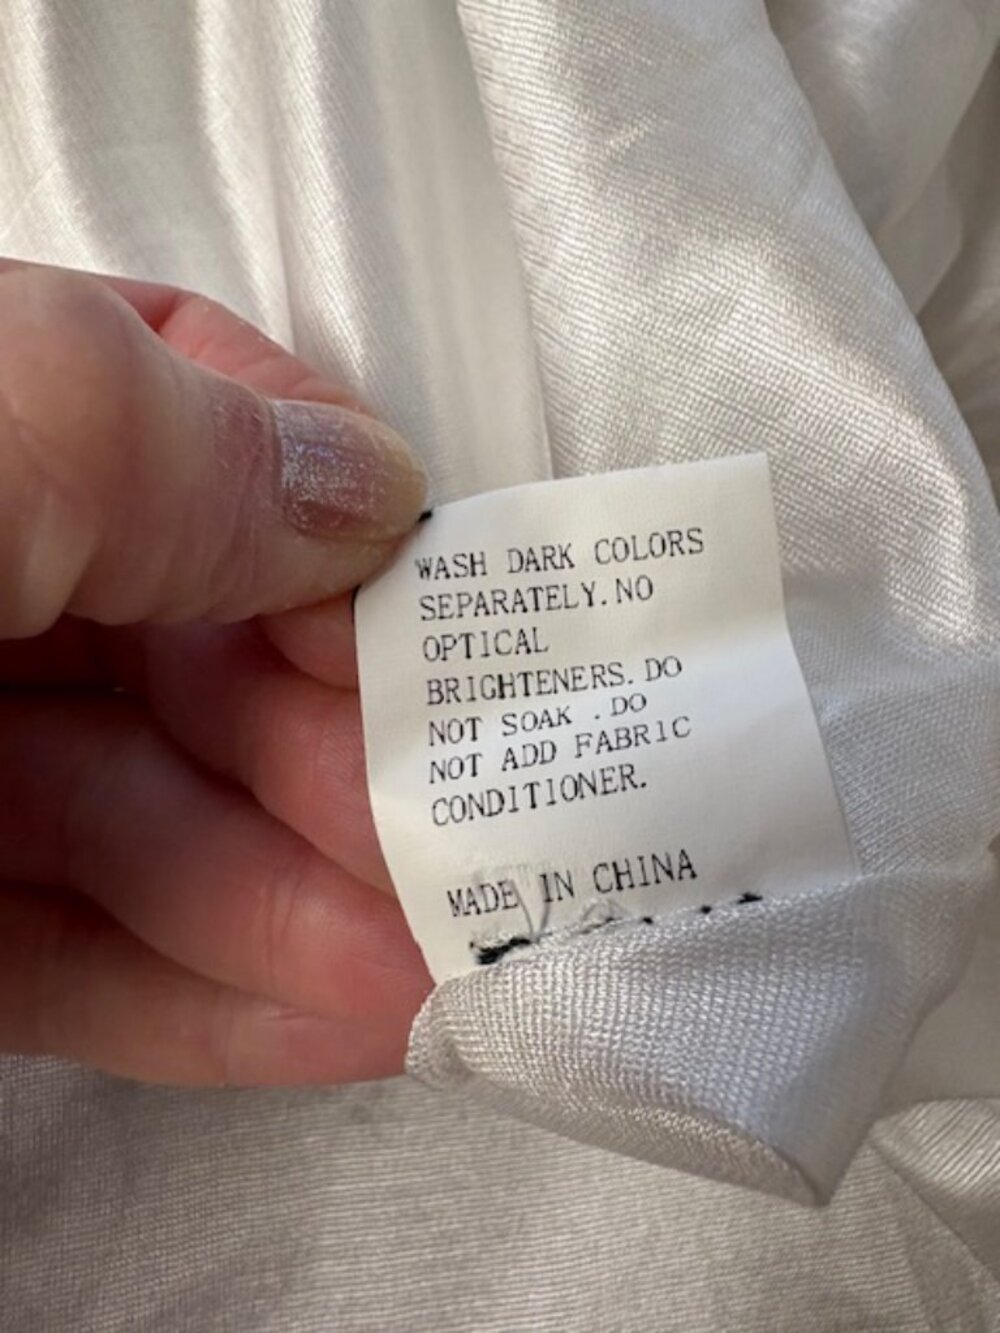 WASH DARK COLORS
SEPARATELY. NO
OPTICAL
BRIGHTENERS. DO
NOT SOAK . DO
NOT ADD FABRIC
CONDITIONER.
MADE IN CHINA